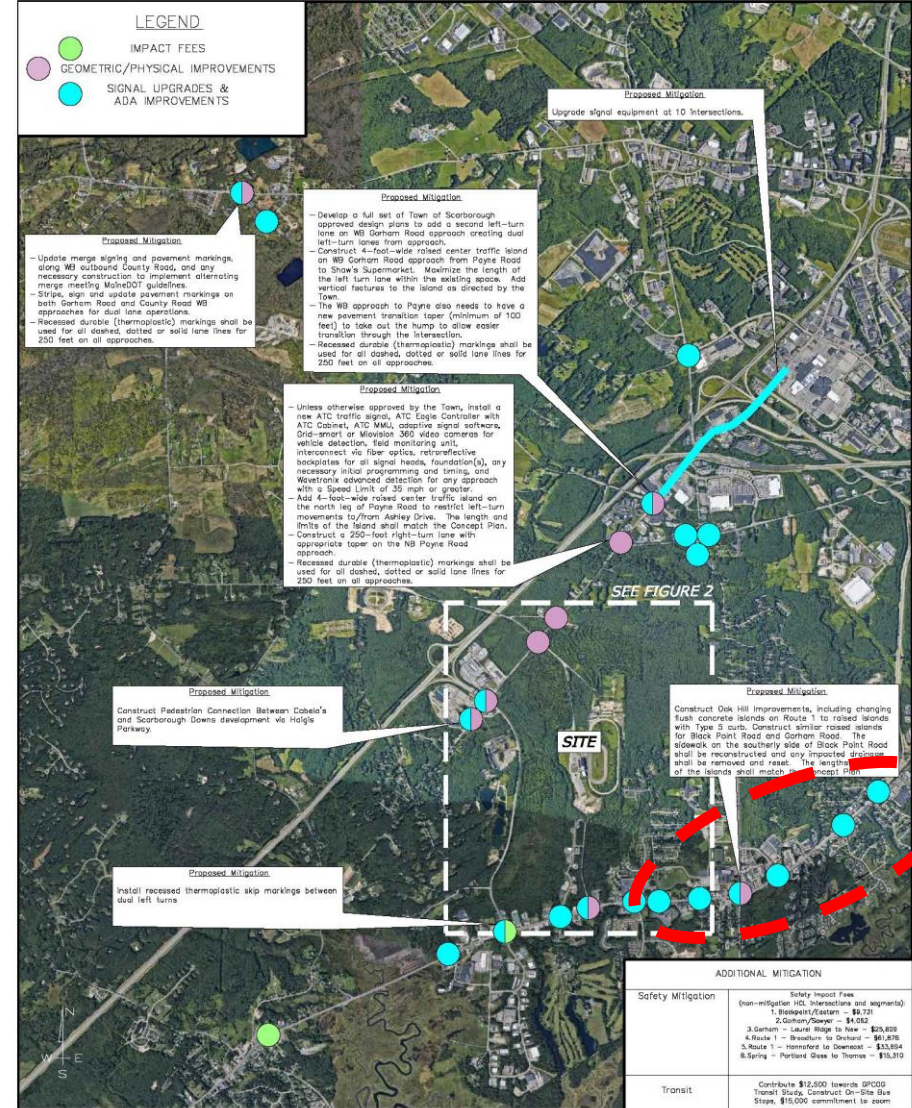 LEGEND
IMPACT FEES
GEOMETRIC/PHYSICAL IMPROVEMENTS
SIGNAL UPGRADES &
ADA IMPROVEMENTS
Proposed Mitigation
Upgrade signal equipment at 10 intersections.
Proposed Mitigation
– Develop a full set of Town of Scarborough
approved design plans to add a second left-turn
lane on WB Gorham Road approach creating dual
left-turn lanes from approach.
– Construct 4-foot-wide raised center traffic island
on WB Gorham Road approach from Payne Road
to Shaw's Supermarket. Maximize the length of
the left turn lane within the existing space. Add
vertical features to the island as directed by the
Town.
– The WB approach to Payne also needs to have a
new pavement transition taper (minimum of 100
feet) to take out the hump to allow easier
transition through the intersection.
– Recessed durable (thermoplastic) markings shall be
used for all dashed, dotted or solid lane lines for
250 feet on all approaches.
Proposed Mitigation
– Update merge signing and pavement markings,
along WB outbound County Road, and any
necessary construction to implement alternating
merge meeting MaineDOT guidelines.
– Stripe, sign and update pavement markings on
both Gorham Road and County Road WB
approaches for dual lane operations.
– Recessed durable (thermoplastic) markings shall be
used for all dashed, dotted or solid lane lines for
250 feet on all approaches.
Proposed Mitigation
– Unless otherwise approved by the Town, install a
new ATC traffic signal, ATC Eagle Controller with
ATC Cabinet, ATC MMU, adaptive signal software,
Grid-smart or Miovision 360 video cameras for
vehicle detection, field monitoring unit,
interconnect via fiber optics, retroreflective
backplates for all signal heads, foundation(s), any
necessary initial programming and timing, and
Wavetronix advanced detection for any approach
with a Speed Limit of 35 mph or greater.
– Add 4-foot-wide raised center traffic island on
the north leg of Payne Road to restrict left-turn
movements to/from Ashley Drive. The length and
limits of the island shall match the Concept Plan.
– Construct a 250-foot right-turn lane with
appropriate taper on the NB Payne Road
approach.
– Recessed durable (thermoplastic) markings shall be
used for all dashed, dotted or solid lane lines for
250 feet on all approaches.
SEE FIGURE 2
Proposed Mitigation
Construct Pedestrian Connection Between Cabela's
and Scarborough Downs development via Haigis
Parkway.
SITE
Proposed Mitigation
Construct Oak Hill Improvements, including changing
flush concrete islands on Route 1 to raised islands
with Type 5 curb. Construct similar raised islands
for Black Point Road and Gorham Road. The
sidewalk on the southerly side of Black Point Road
shall be reconstructed and any impacted drainage
shall be removed and reset. The lengths
of the islands shall match the Concept Plan
Proposed Mitigation
Install recessed thermoplastic skip markings between
dual left turns
N
W E
S
ADDITIONAL MITIGATION
Safety Mitigation
Safety Impact Fees
(non-mitigation HCL Intersections and segments):
1. Blackpoint/Eastern – $9,731
2. Gorham/Sawyer – $4,082
3. Gorham – Laurel Ridge to New – $25,809
4. Route 1 – Broadturn to Orchard – $61,876
5. Route 1 – Hannaford to Downeast – $33,894
6. Spring – Portland Glass to Thomas – $15,310
Transit
Contribute $12,500 towards GPCOG
Transit Study, Construct On-Site Bus
Stops, $15,000 commitment to zoom